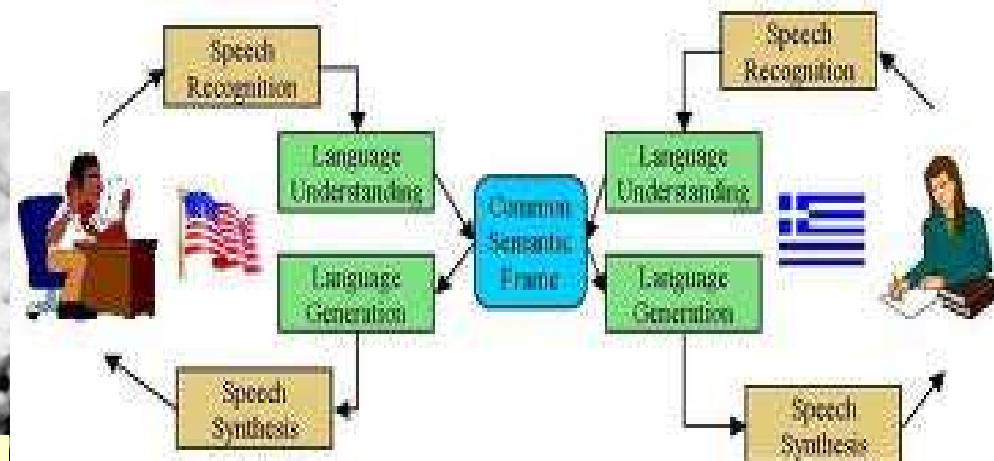 Speech
Recognition
Speech
Recognition
Language
Understanding
Language
Understanding
Common
Semantic
Frame
Language
Generation
Language
Generation
Speech
Synthesis
Speech
Synthesis